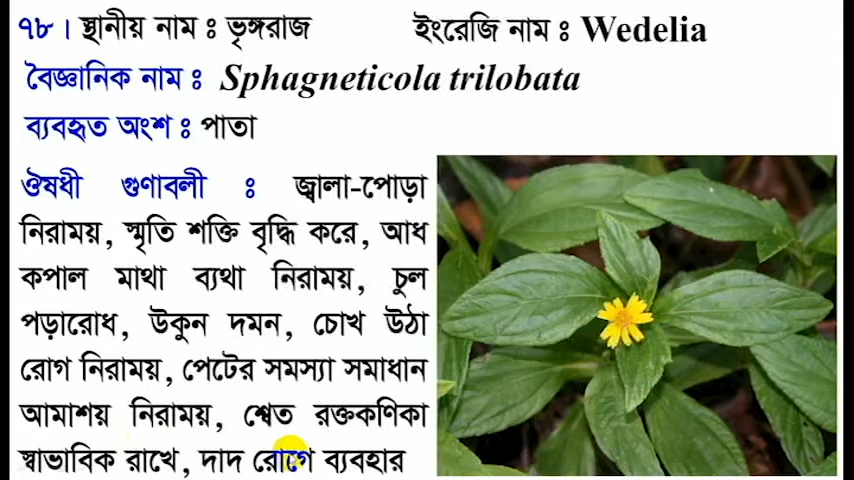 ৭৮। স্থানীয় নাম ঃ ভৃঙ্গরাজ ইংরেজি নাম ঃ Wedelia
বৈজ্ঞানিক নাম ঃ Sphagneticola trilobata
ব্যবহৃত অংশ ঃ পাতা
ঔষধী গুণাবলী ঃ জ্বালা-পোড়া
নিরাময়, স্মৃতি শক্তি বৃদ্ধি করে, আধ
কপাল মাথা ব্যথা নিরাময়, চুল
পড়ারোধ, উকুন দমন, চোখ উঠা
রোগ নিরাময়, পেটের সমস্যা সমাধান
আমাশয় নিরাময়, শ্বেত রক্তকণিকা
স্বাভাবিক রাখে, দাদ রোগে ব্যবহার